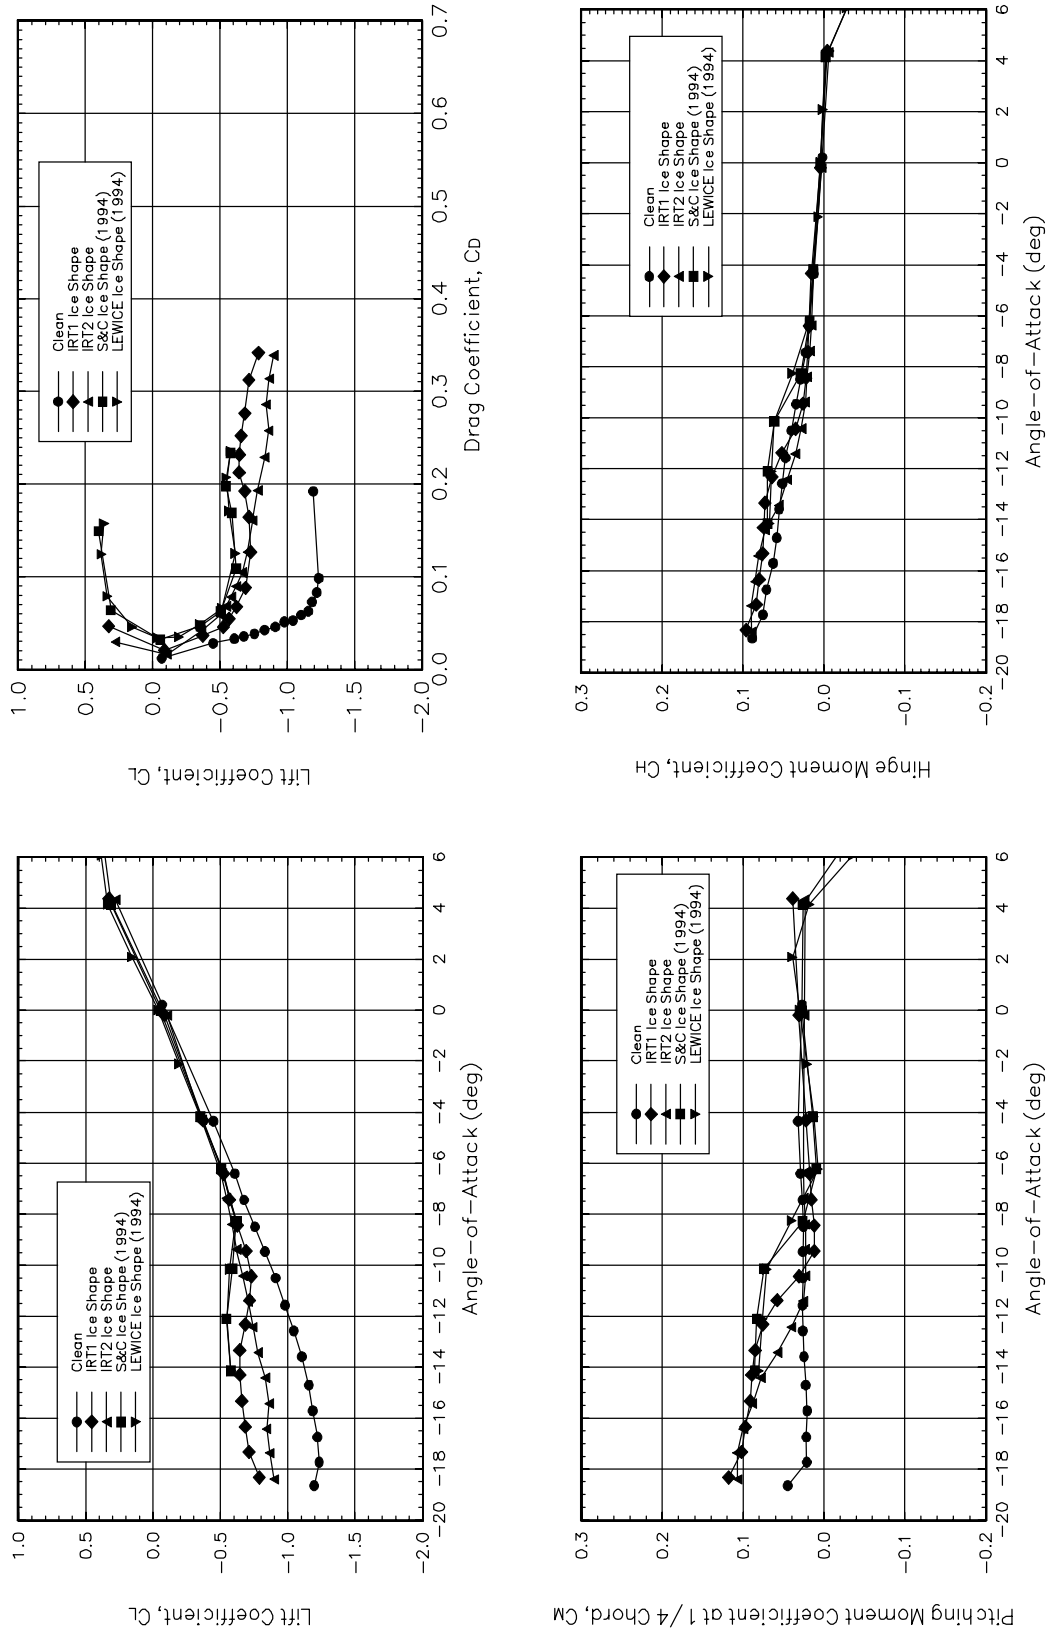 Lift Coefficient, CL
1.0
0.5
0.0
−0.5
−1.0
−1.5
−2.0
Clean
IRT1 Ice Shape
IRT2 Ice Shape
S&C Ice Shape (1994)
LEWICE Ice Shape (1994)
−20 −18 −16 −14 −12 −10 −8 −6 −4 −2 0 2 4 6
Angle−of−Attack (deg)
Lift Coefficient, CL
1.0
0.5
0.0
−0.5
−1.0
−1.5
−2.0
Clean
IRT1 Ice Shape
IRT2 Ice Shape
S&C Ice Shape (1994)
LEWICE Ice Shape (1994)
0.0 0.1 0.2 0.3 0.4 0.5 0.6 0.7
Drag Coefficient, CD
Pitching Moment Coefficient at 1/4 Chord, CM
0.3
0.2
0.1
0.0
−0.1
−0.2
Clean
IRT1 Ice Shape
IRT2 Ice Shape
S&C Ice Shape (1994)
LEWICE Ice Shape (1994)
−20 −18 −16 −14 −12 −10 −8 −6 −4 −2 0 2 4 6
Angle−of−Attack (deg)
Hinge Moment Coefficient, CH
0.3
0.2
0.1
0.0
−0.1
−0.2
Clean
IRT1 Ice Shape
IRT2 Ice Shape
S&C Ice Shape (1994)
LEWICE Ice Shape (1994)
−20 −18 −16 −14 −12 −10 −8 −6 −4 −2 0 2 4 6
Angle−of−Attack (deg)